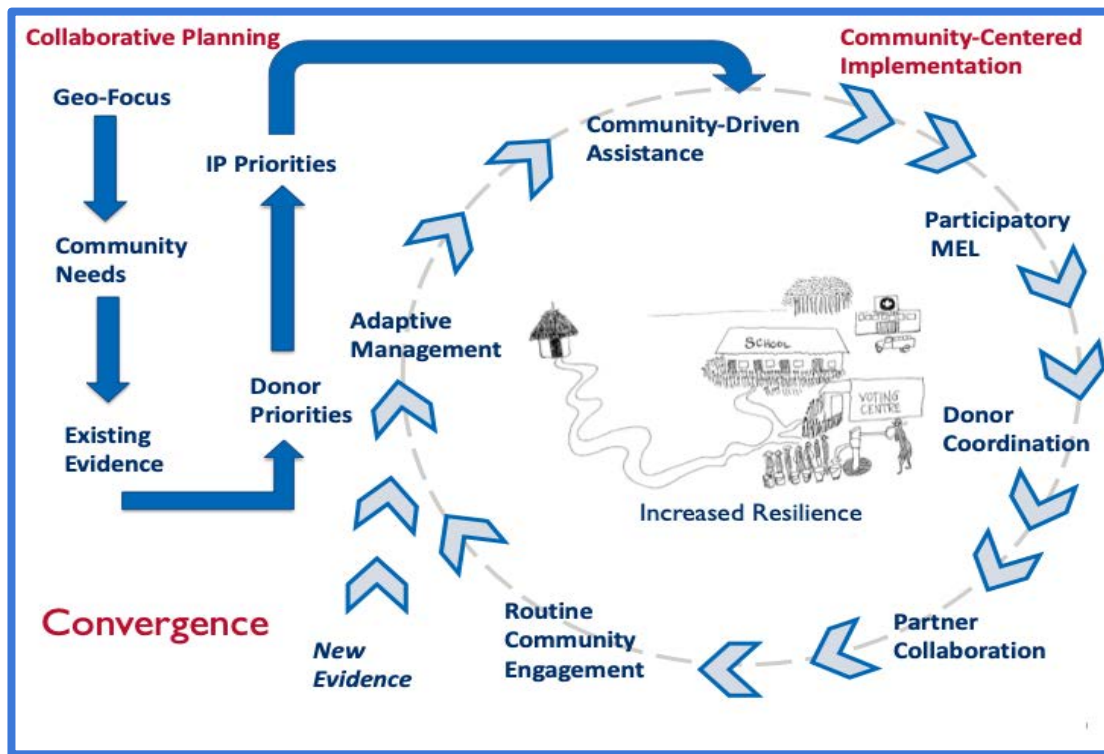 Collaborative Planning
Geo-Focus
Community
Needs
Existing
Evidence
Donor
Priorities
IP Priorities
Community-Centered
Implementation
Community-Driven
Assistance
Participatory
MEL
Donor
Coordination
Partner
Collaboration
Routine
Community
Engagement
New
Evidence
Adaptive
Management
SCHOOL
VOTING
CENTRE
Increased Resilience
Convergence